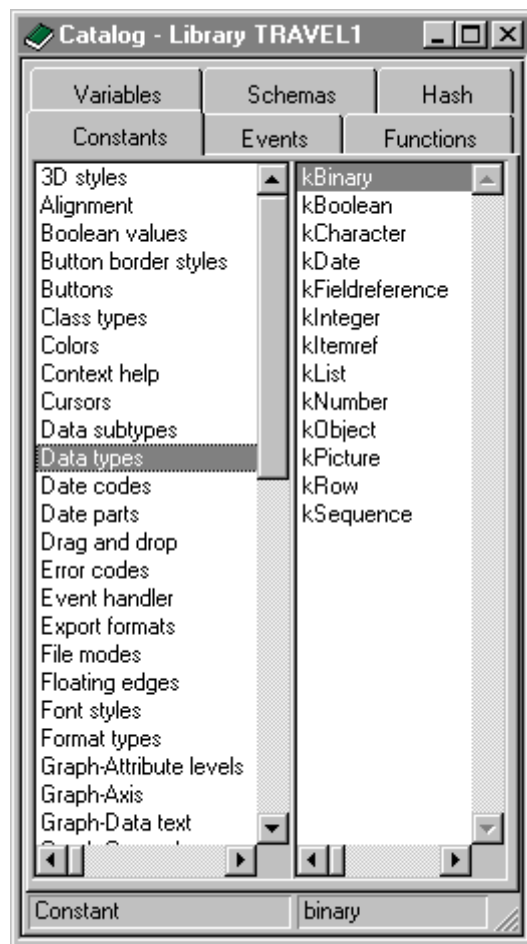 Catalog - Library TRAVEL1
Variables
Schemas
Hash
Constants
Events
Functions
3D styles
Alignment
Boolean values
Button border styles
Buttons
Class types
Colors
Context help
Cursors
Data subtypes
Data types
Date codes
Date parts
Drag and drop
Error codes
Event handler
Export formats
File modes
Floating edges
Font styles
Format types
Graph-Attribute levels
Graph-Axis
Graph-Data text
kBinary
kBoolean
kCharacter
kDate
kFieldreference
kInteger
kItemref
kList
kNumber
kObject
kPicture
kRow
kSequence
Constant
binary